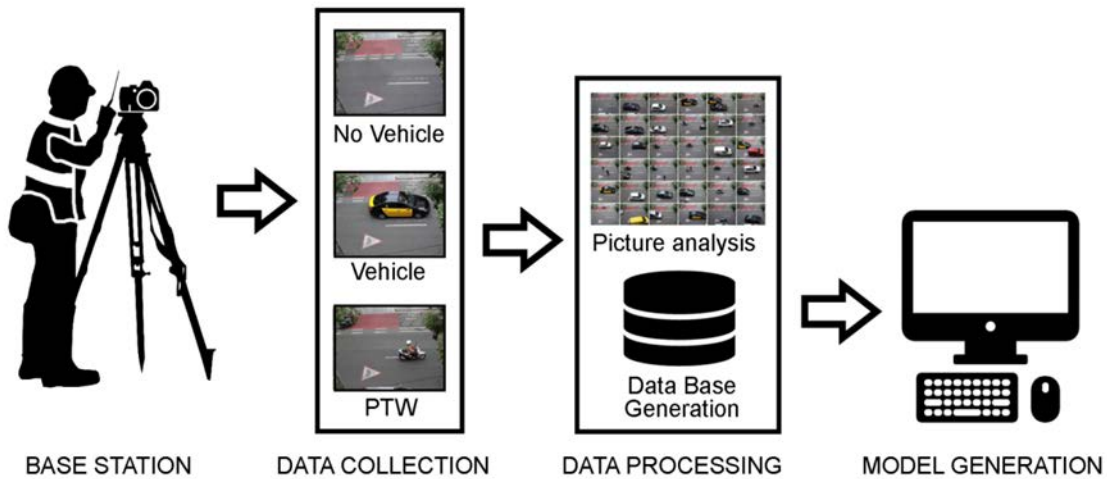 No Vehicle
Vehicle
PTW
Picture analysis
Data Base
Generation
BASE STATION
DATA COLLECTION
DATA PROCESSING
MODEL GENERATION